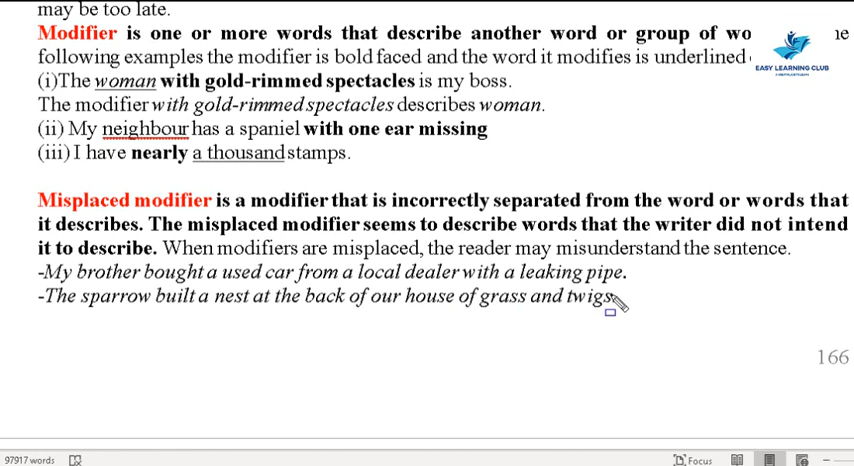 may be too late.
Modifier is one or more words that describe another word or group of wo
following examples the modifier is bold faced and the word it modifies is underlined
EASY LEARNING CLUB
(i)The woman with gold-rimmed spectacles is my boss.
The modifier with gold-rimmed spectacles describes woman.
(ii) My neighbour has a spaniel with one ear missing
(iii) I have nearly a thousand stamps.
Misplaced modifier is a modifier that is incorrectly separated from the word or words that
it describes. The misplaced modifier seems to describe words that the writer did not intend
it to describe. When modifiers are misplaced, the reader may misunderstand the sentence.
-My brother bought a used car from a local dealer with a leaking pipe.
-The sparrow built a nest at the back of our house of grass and twigs
166
97917 words
Focus